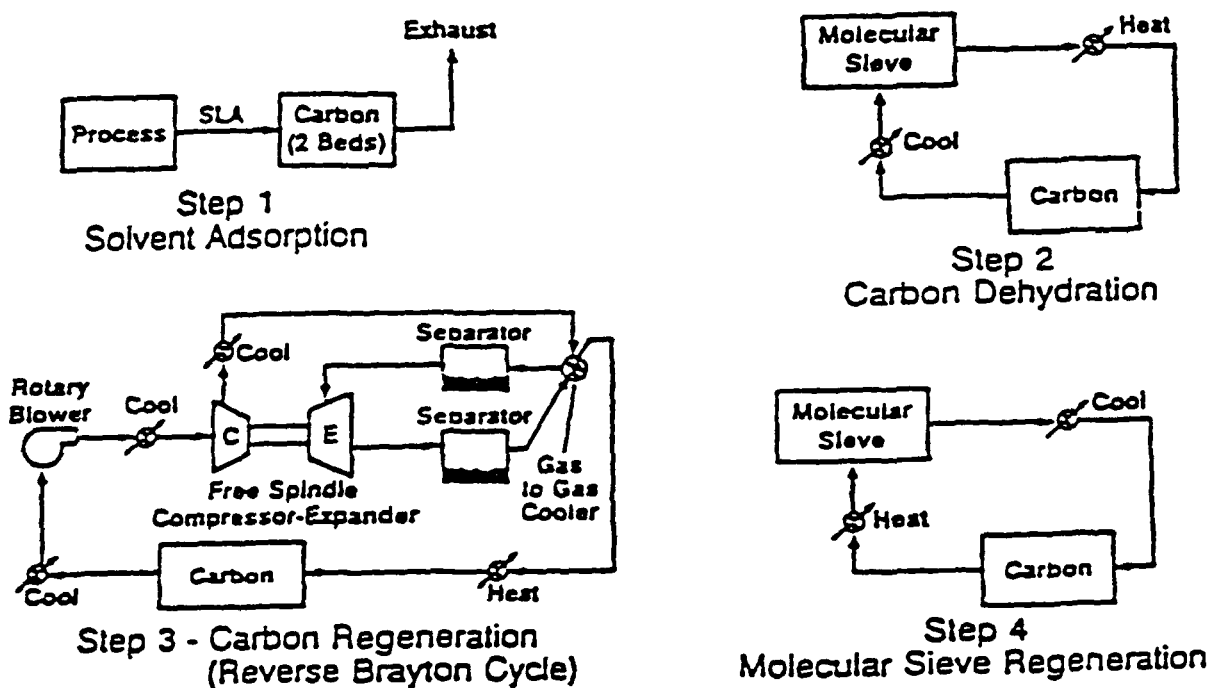 Exhaust
Process
SLA
Carbon
(2 Beds)
Step 1
Solvent Adsorption
Molecular
Sieve
Heat
Cool
Carbon
Step 2
Carbon Dehydration
Rotary
Blower
Cool
C
E
Cool
Separator
Separator
Gas
to Gas
Cooler
Free Spindle
Compressor-Expander
Cool
Carbon
Heat
Step 3 - Carbon Regeneration
(Reverse Brayton Cycle)
Molecular
Sieve
Cool
Heat
Carbon
Step 4
Molecular Sieve Regeneration